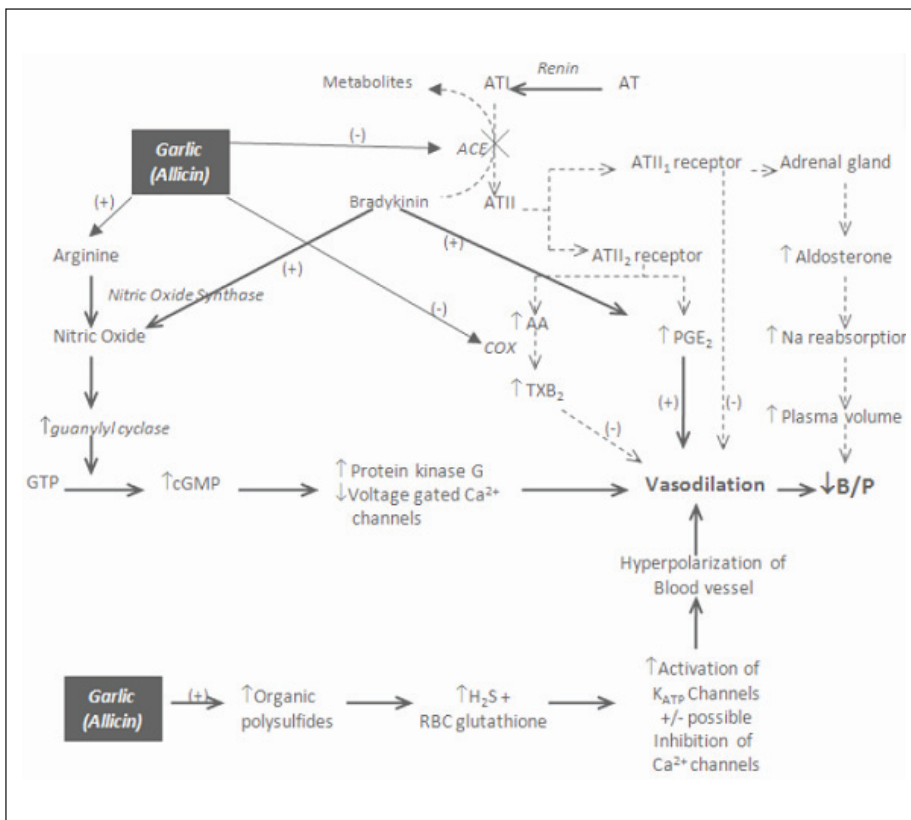 Renin
Metabolites
ATI
AT
(-)
Garlic
(Allicin)
ACE
ATII₁ receptor
Adrenal gland
(+)
Bradykinin
ATII
(+)
Arginine
(+)
ATII₂ receptor
↑Aldosterone
Nitric Oxide Synthase
(-)
↑AA
Nitric Oxide
COX
↑PGE₂
↑Na reabsorption
↑TXB₂
(+)
(-)
↑Plasma volume
(-)
↑guanylyl cyclase
GTP
↑cGMP
↑Protein kinase G
↓Voltage gated Ca²⁺
channels
Vasodilation
↓B/P
Hyperpolarization of
Blood vessel
Garlic
(Allicin)
(+)
↑Organic
polysulfides
↑H₂S +
RBC glutathione
↑Activation of
K_ATP Channels
+/- possible
Inhibition of
Ca²⁺ channels